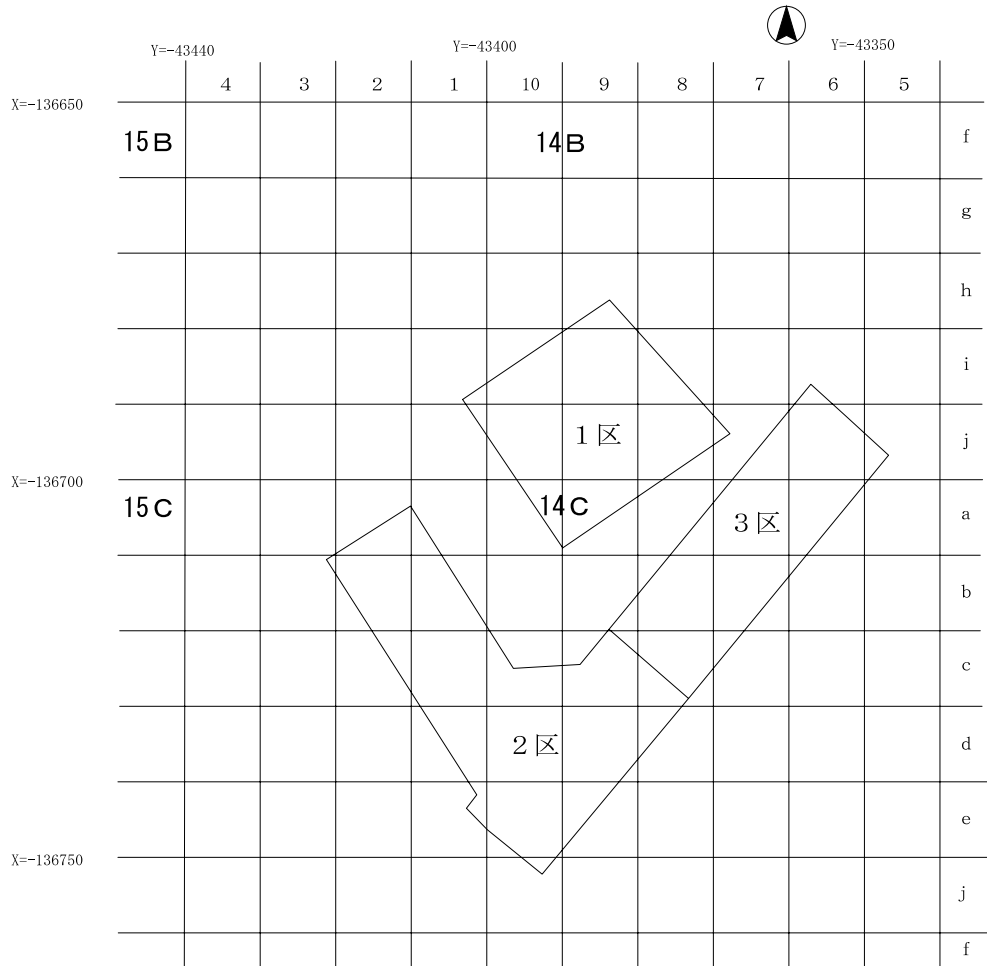 Y=-43440
Y=-43400
Y=-43350
4 3 2 1 10 9 8 7 6 5
X=-136650
15B
14B
f
g
h
i
1区
j
X=-136700
15C
14C
3区
a
b
c
2区
d
e
X=-136750
j
f